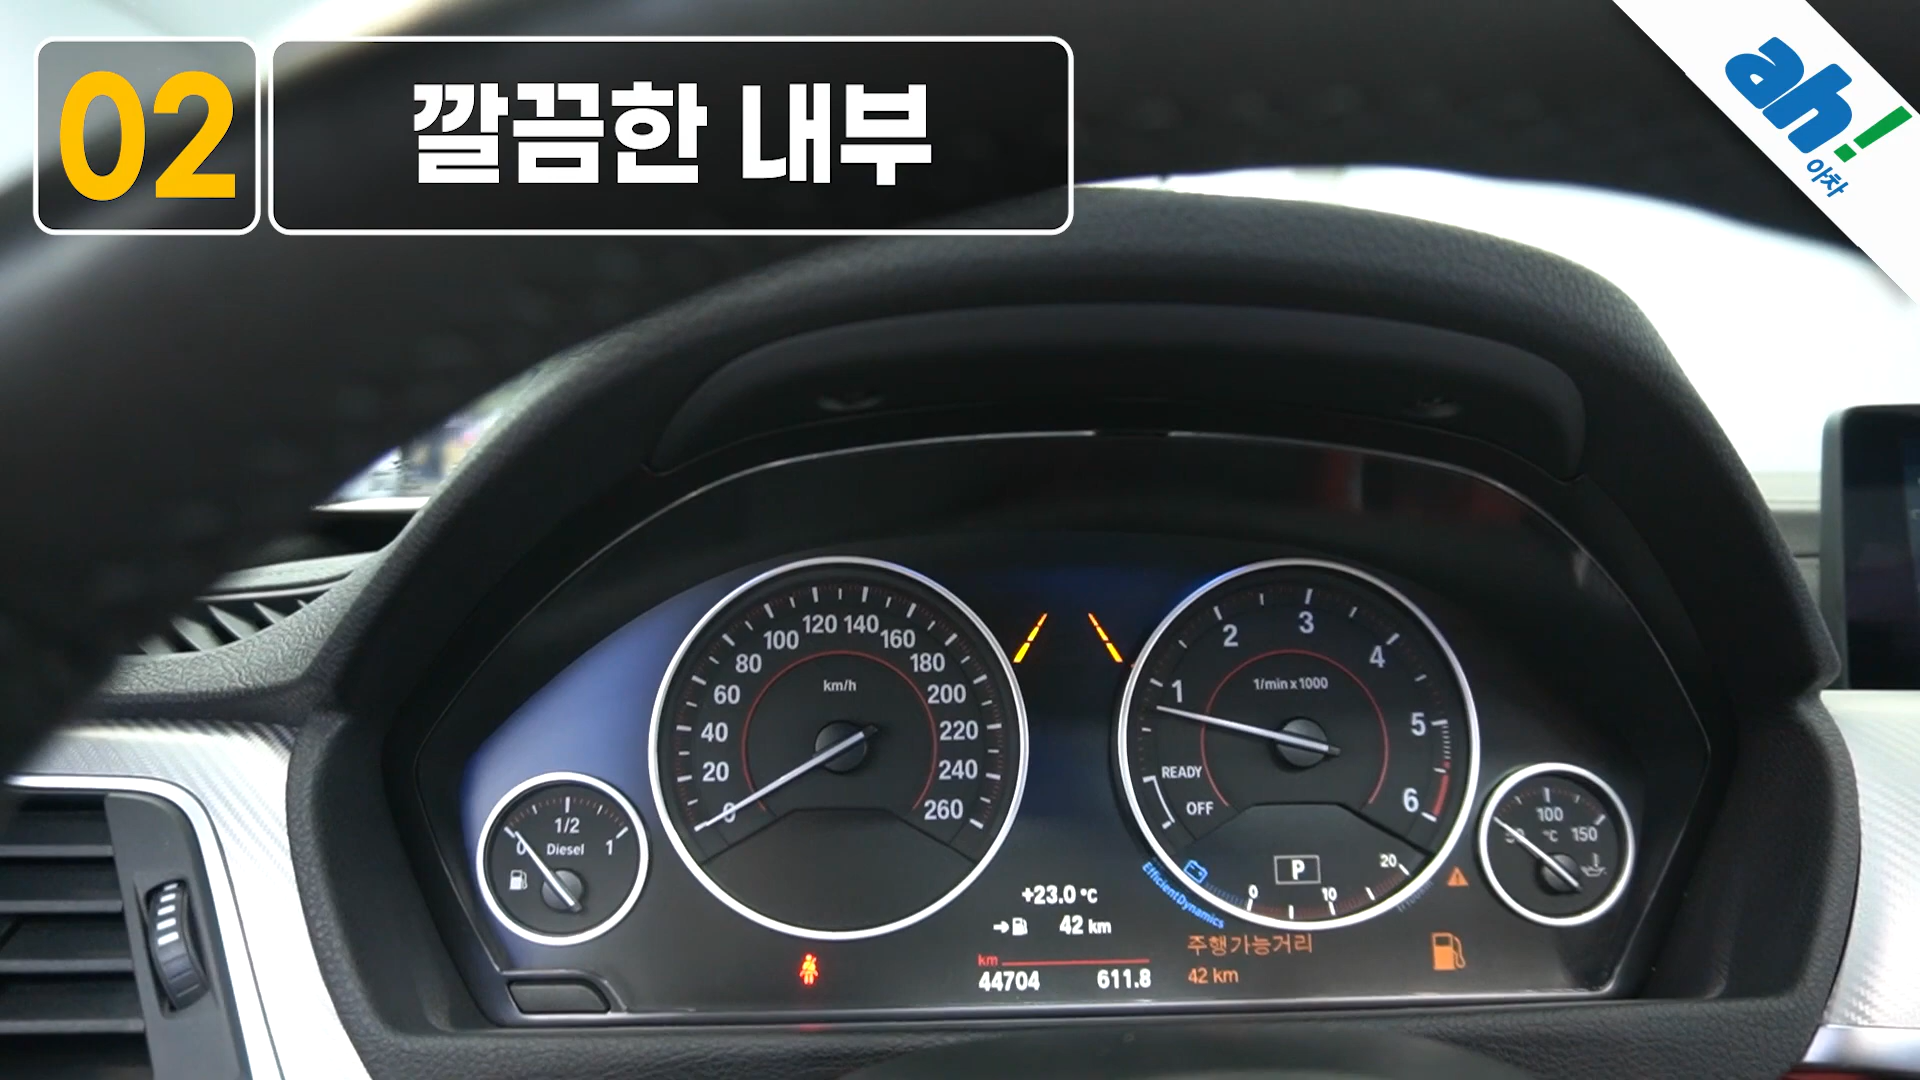 02
깔끔한 내부
ah!
아차
0 20 40 60 80 100 120 140 160 180 200 220 240 260
km/h
1 2 3 4 5 6
1/min x 1000
READY
OFF
P
0 10 20
EfficientDynamics
0 1/2 1
Diesel
50 100 150
°C
+23.0 °C
42 km
km
44704 611.8
주행가능거리
42 km